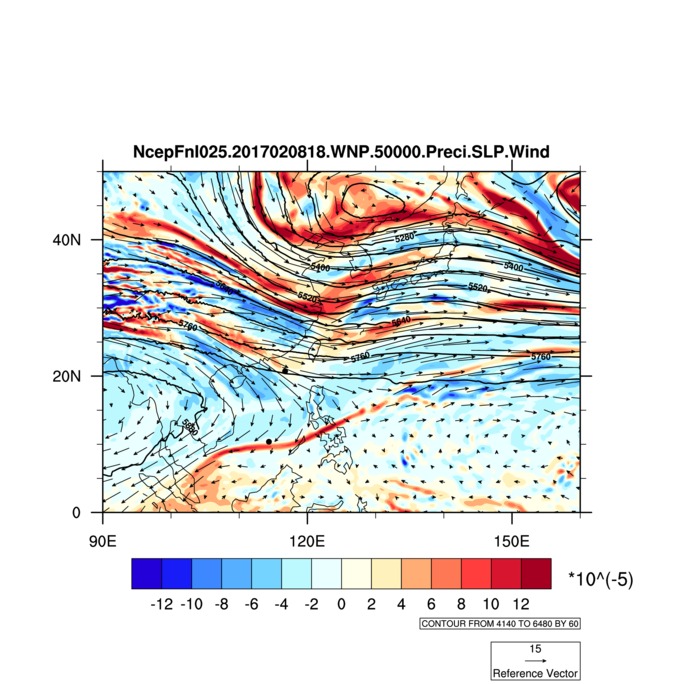 NcepFnl025.2017020818.WNP.50000.Preci.SLP.Wind
40N
20N
0
90E
120E
150E
5280
5400
5400
5520
5520
5640
5760
5760
5760
-12 -10 -8 -6 -4 -2 0 2 4 6 8 10 12
*10^(-5)
CONTOUR FROM 4140 TO 6480 BY 60
15
Reference Vector